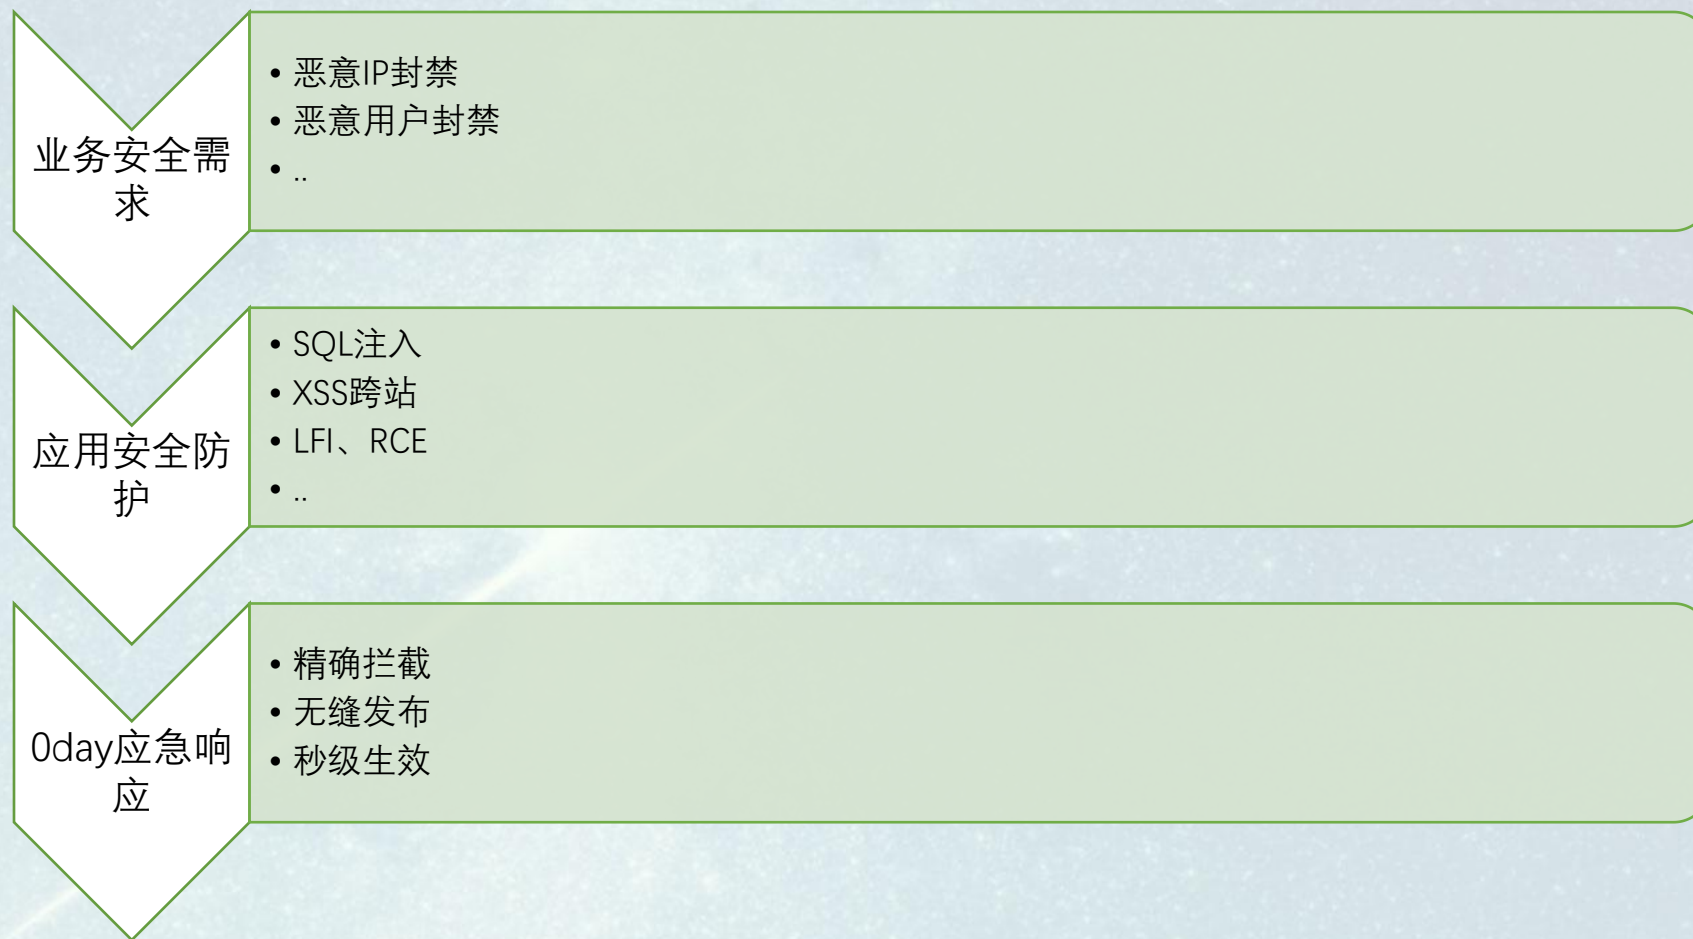 业务安全需
求
• 恶意IP封禁
• 恶意用户封禁
• ..
应用安全防
护
• SQL注入
• XSS跨站
• LFI、RCE
• ..
0day应急响
应
• 精确拦截
• 无缝发布
• 秒级生效